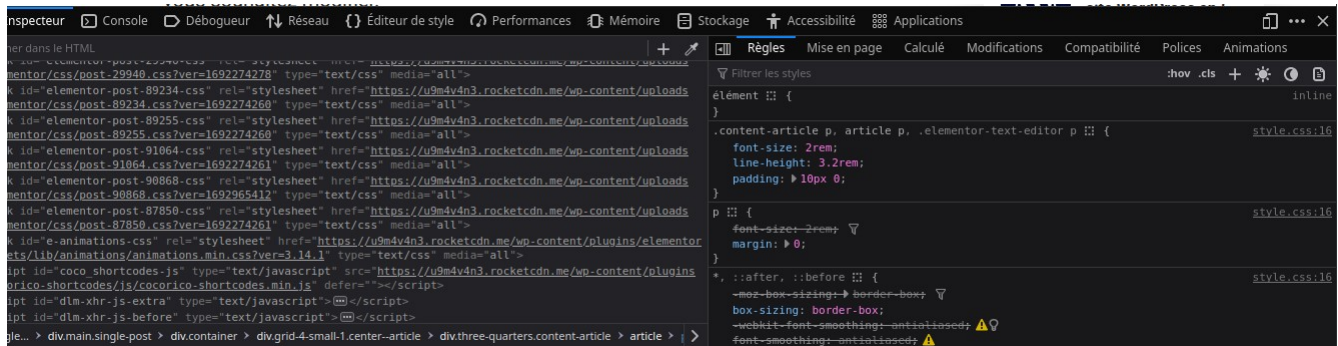 nspecteur Console Débogueur Réseau {} Éditeur de style Performances Mémoire Stockage Accessibilité Applications
ner dans le HTML
mentor/css/post-29940.css?ver=1692274278" type="text/css" media="all">
k id="elementor-post-89234-css" rel="stylesheet" href="https://u9m4v4n3.rocketcdn.me/wp-content/uploads
mentor/css/post-89234.css?ver=1692274260" type="text/css" media="all">
k id="elementor-post-89255-css" rel="stylesheet" href="https://u9m4v4n3.rocketcdn.me/wp-content/uploads
mentor/css/post-89255.css?ver=1692274260" type="text/css" media="all">
k id="elementor-post-91064-css" rel="stylesheet" href="https://u9m4v4n3.rocketcdn.me/wp-content/uploads
mentor/css/post-91064.css?ver=1692274261" type="text/css" media="all">
k id="elementor-post-90868-css" rel="stylesheet" href="https://u9m4v4n3.rocketcdn.me/wp-content/uploads
mentor/css/post-90868.css?ver=1692965412" type="text/css" media="all">
k id="elementor-post-87850-css" rel="stylesheet" href="https://u9m4v4n3.rocketcdn.me/wp-content/uploads
mentor/css/post-87850.css?ver=1692274261" type="text/css" media="all">
k id="e-animations-css" rel="stylesheet" href="https://u9m4v4n3.rocketcdn.me/wp-content/plugins/elementor
ets/lib/animations/animations.min.css?ver=3.14.1" type="text/css" media="all">
ipt id="coco_shortcodes-js" type="text/javascript" src="https://u9m4v4n3.rocketcdn.me/wp-content/plugins
orico-shortcodes/js/cocorico-shortcodes.min.js" defer=""></script>
ipt id="dlm-xhr-js-extra" type="text/javascript"></script>
ipt id="dlm-xhr-js-before" type="text/javascript"></script>
gle... > div.main.single-post > div.container > div.grid-4-small-1.center--article > div.three-quarters.content-article > article >
Règles Mise en page Calculé Modifications Compatibilité Polices Animations
Filtrer les styles :hov .cls +
élément { inline
}
.content-article p, article p, .elementor-text-editor p { style.css:16
font-size: 2rem;
line-height: 3.2rem;
padding: 10px 0;
}
p { style.css:16
font-size: 2rem;
margin: 0;
}
*, ::after, ::before { style.css:16
-moz-box-sizing: border-box;
box-sizing: border-box;
-webkit-font-smoothing: antialiased;
font-smoothing: antialiased;